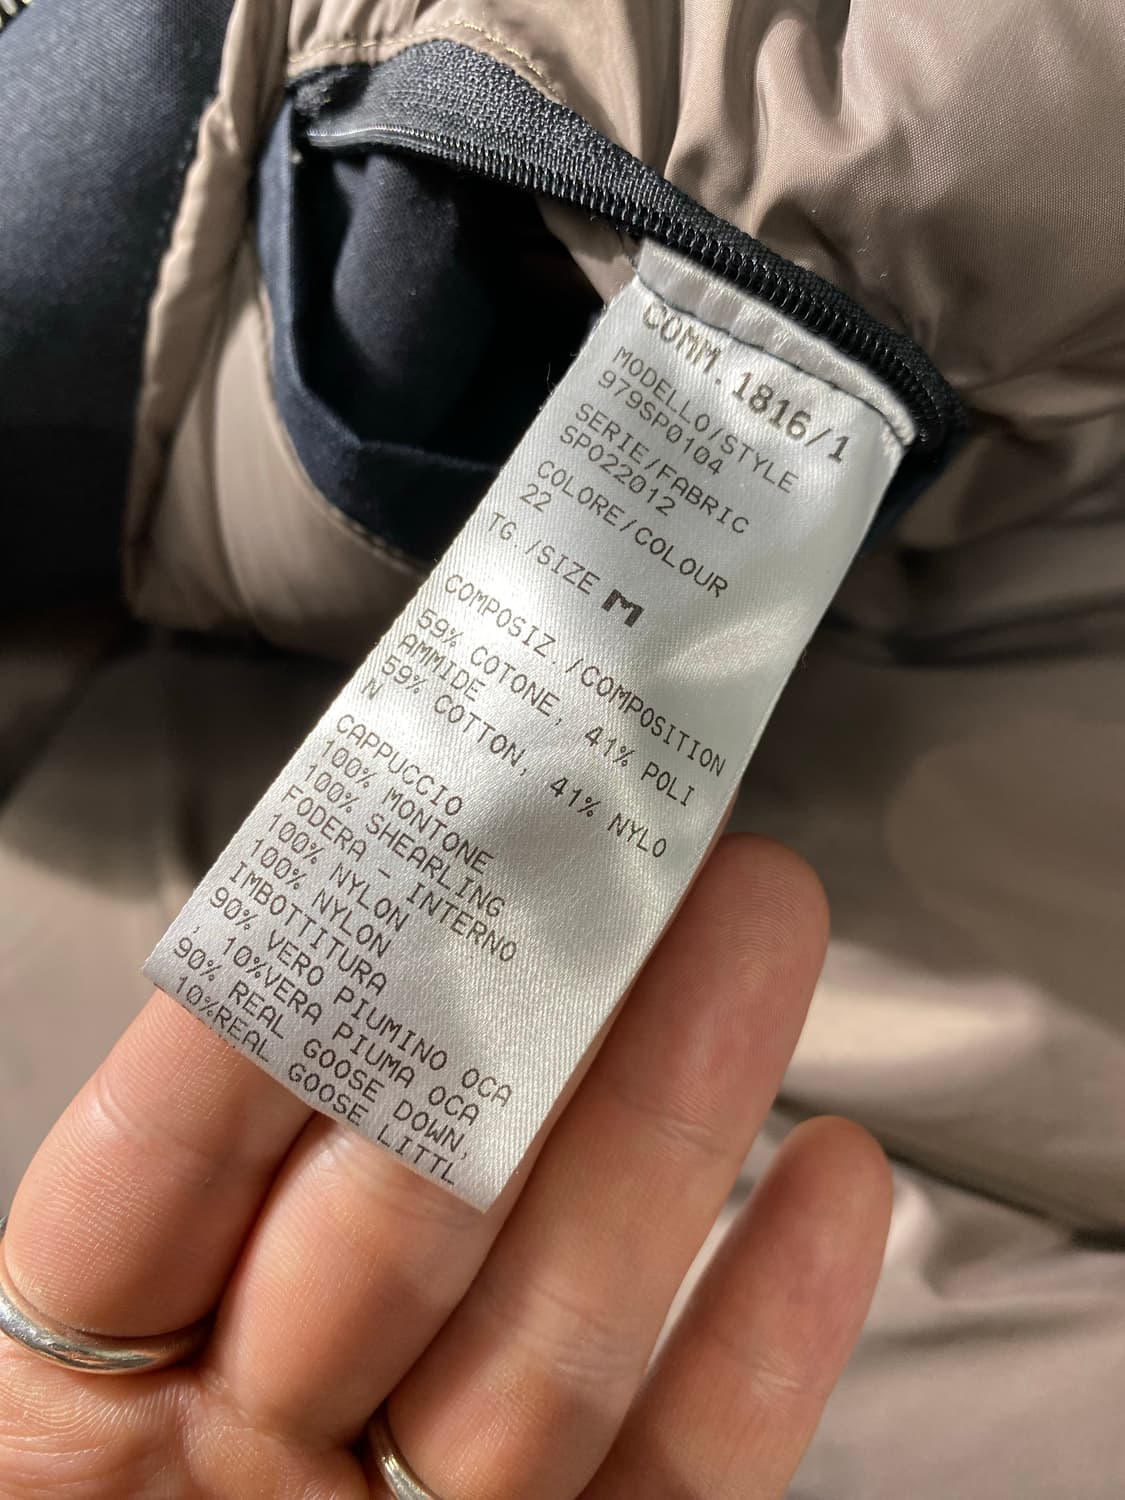 COMM. 1816/1
MODELLO/STYLE
979SP0104
SERIE/FABRIC
SP022012
COLORE/COLOUR
22
TG./SIZE M
COMPOSIZ./COMPOSITION
59% COTONE, 41% POLI
AMMIDE
59% COTTON, 41% NYLO
N
CAPPUCCIO
100% MONTONE
100% SHEARLING
FODERA - INTERNO
100% NYLON
100% NYLON
IMBOTTITURA
90% VERO PIUMINO OCA
, 10%VERA PIUMA OCA
90% REAL GOOSE DOWN,
10%REAL GOOSE LITTL